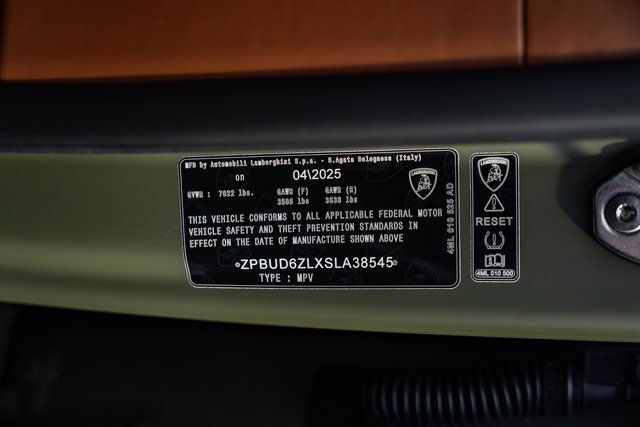 MFD by Automobili Lamborghini S.p.a. - S.Agata Bolognese (Italy)
on 04\2025
GVWR : 7022 lbs. GAWR (F) GAWR (R)
3505 lbs 3638 lbs
THIS VEHICLE CONFORMS TO ALL APPLICABLE FEDERAL MOTOR
VEHICLE SAFETY AND THEFT PREVENTION STANDARDS IN
EFFECT ON THE DATE OF MANUFACTURE SHOWN ABOVE
*ZPBUD6ZLXSLA38545*
TYPE : MPV
4ML 010 525 AD
LAMBORGHINI
RESET
4ML 010 500